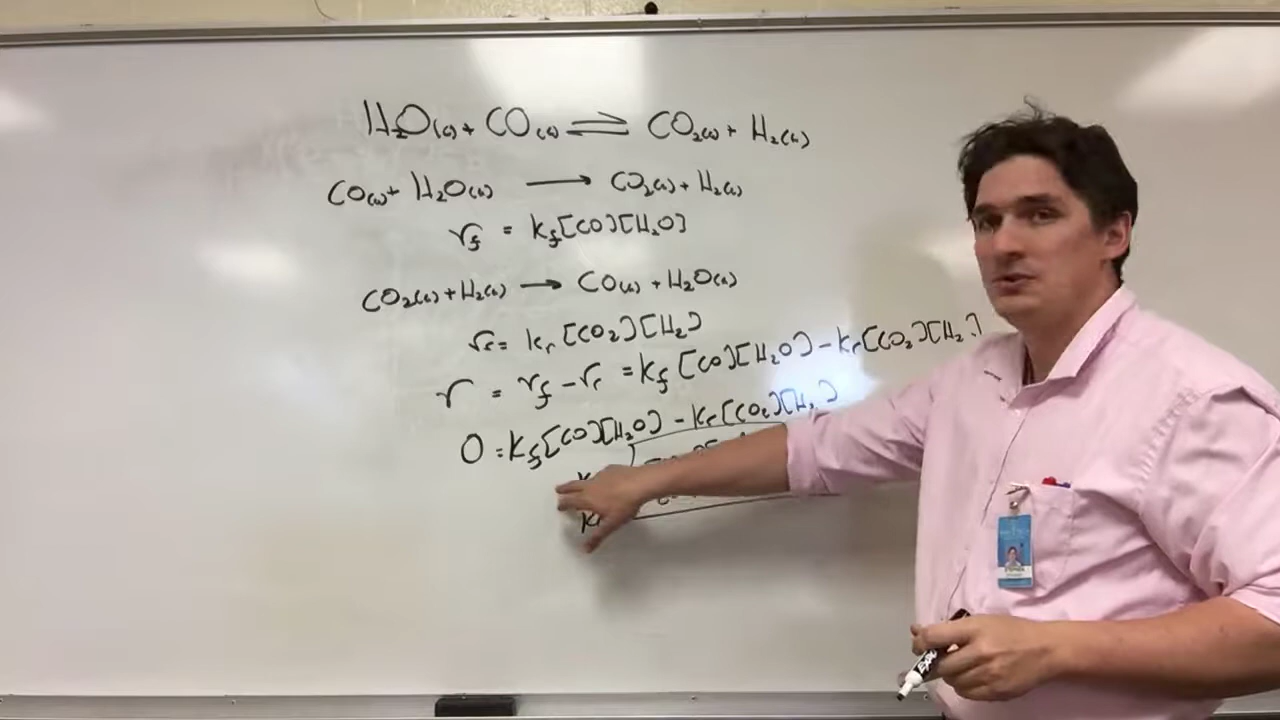 H₂O(g) + CO(g) ⇌ CO₂(g) + H₂(g)
CO(g) + H₂O(g) → CO₂(g) + H₂(g)
r_f = k_f[CO][H₂O]
CO₂(g) + H₂(g) → CO(g) + H₂O(g)
r_r = k_r[CO₂][H₂]
r = r_f - r_r = k_f[CO][H₂O] - k_r[CO₂][H₂]
0 = k_f[CO][H₂O] - k_r[CO₂][H₂]
EXPO